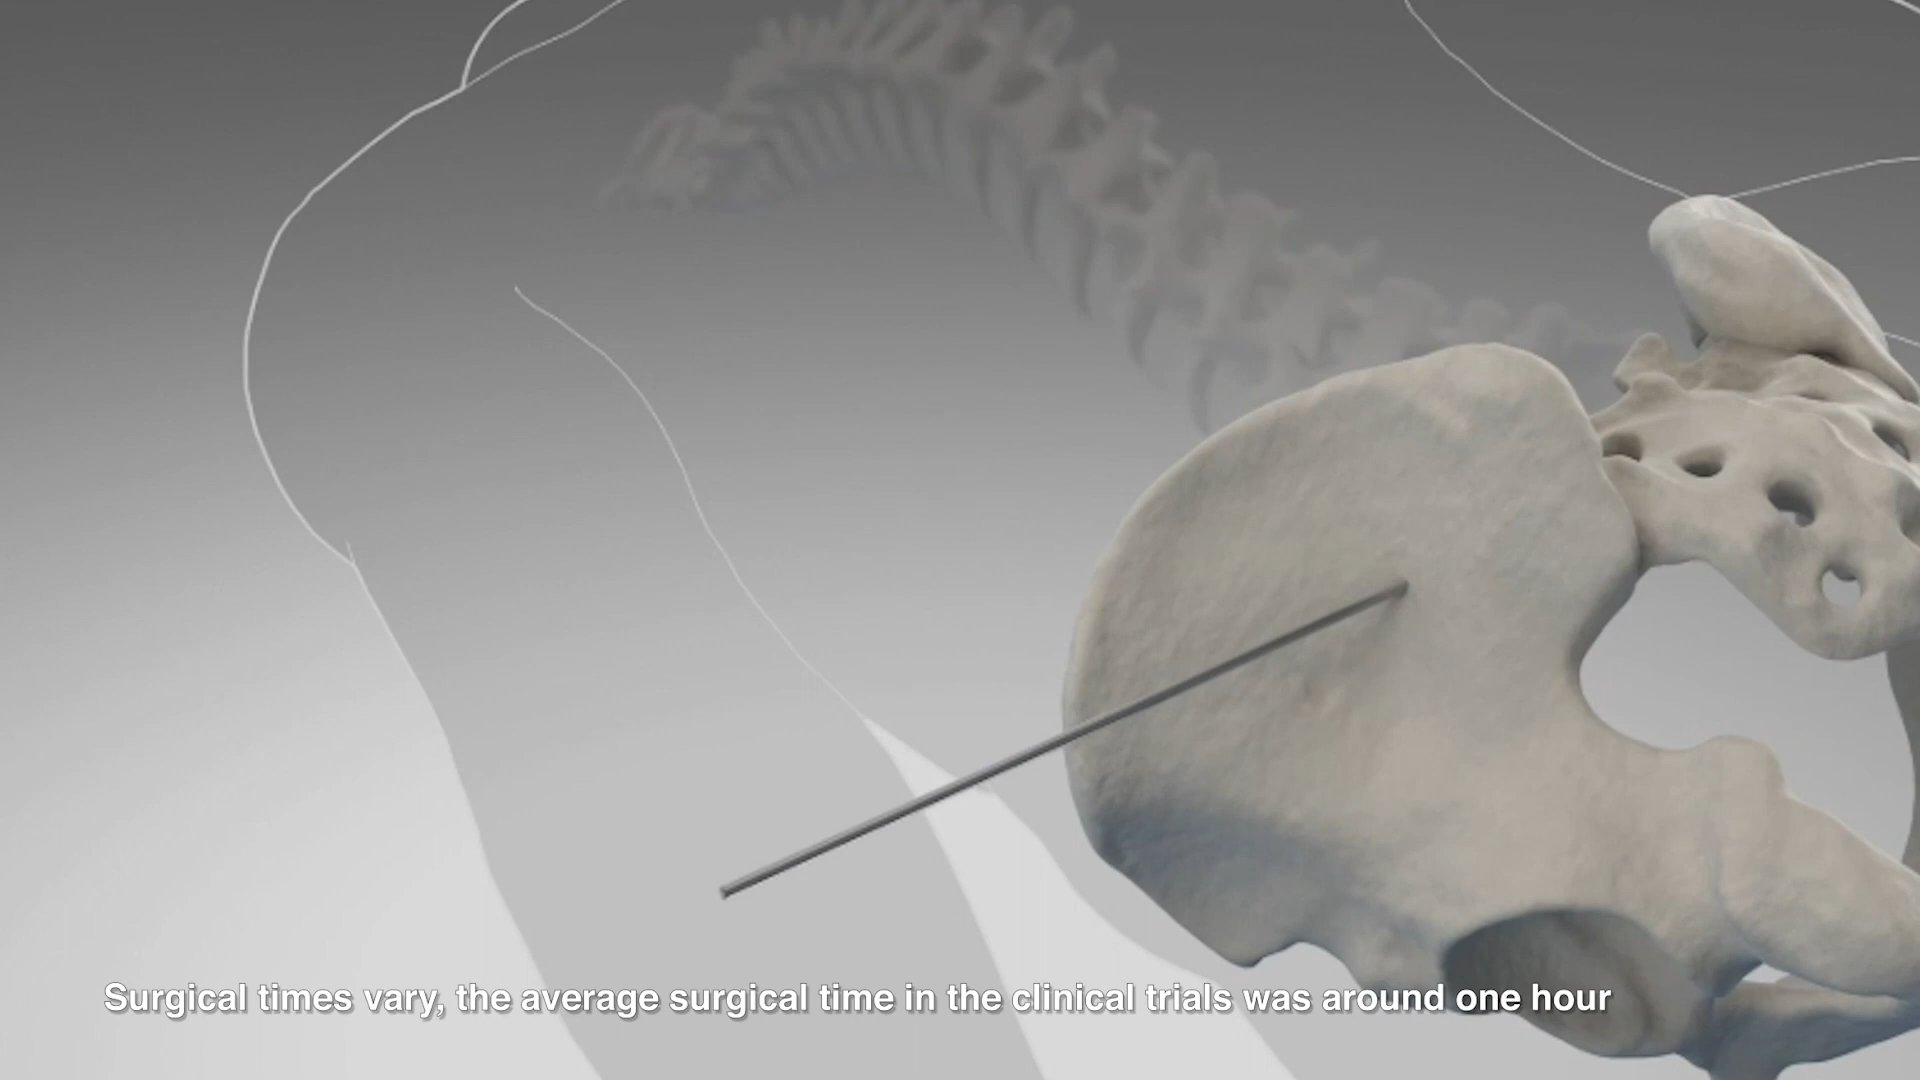 Surgical times vary, the average surgical time in the clinical trials was around one hour